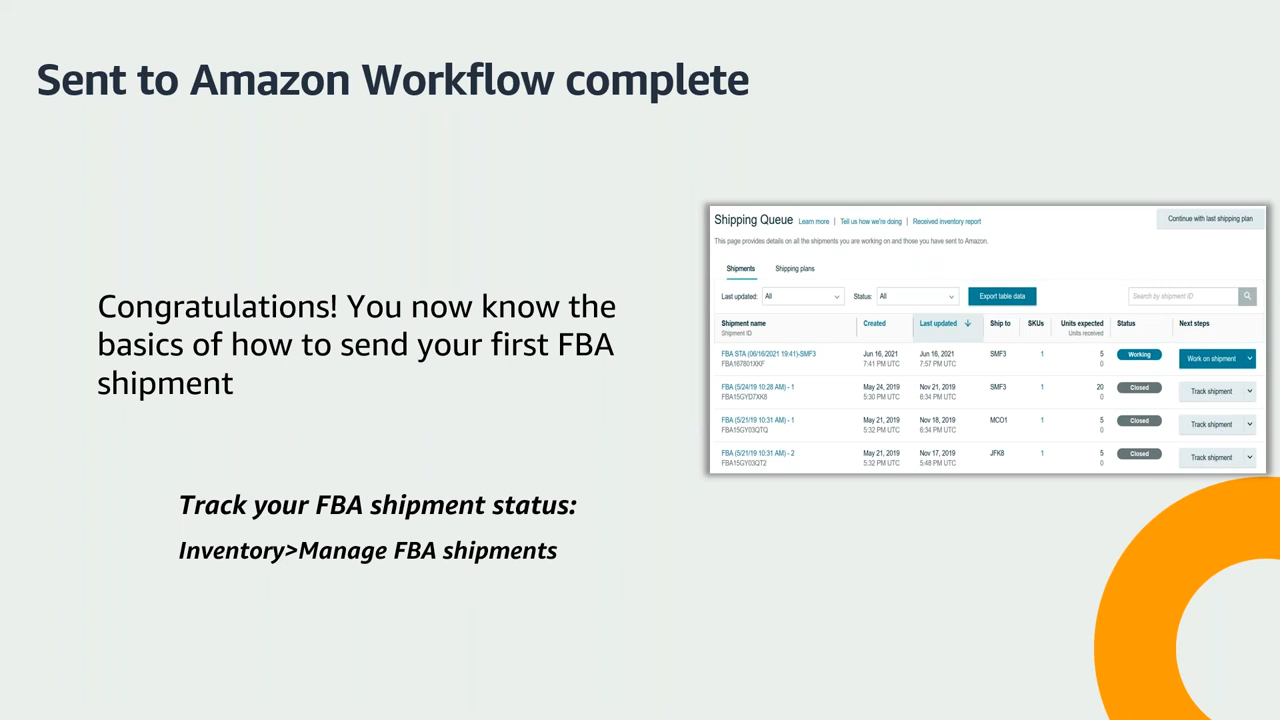 Sent to Amazon Workflow complete
Congratulations! You now know the
basics of how to send your first FBA
shipment
Track your FBA shipment status:
Inventory>Manage FBA shipments
Shipping Queue Learn more | Tell us how we're doing | Received inventory report
Continue with last shipping plan
This page provides details on all the shipments you are working on and those you have sent to Amazon.
Shipments Shipping plans
Last updated: All Status: All Export table data Search by shipment ID
Shipment name Created Last updated Ship to SKUs Units expected Status Next steps
Shipment ID Units received
FBA STA (06/16/2021 19:41)-SMF3 Jun 16, 2021 Jun 16, 2021 SMF3 1 5 Working Work on shipment
FBA167801XKF 7:41 PM UTC 7:57 PM UTC 0
FBA (5/24/19 10:28 AM) - 1 May 24, 2019 Nov 21, 2019 SMF3 1 20 Closed Track shipment
FBA15GYD7XK8 5:30 PM UTC 6:34 PM UTC 0
FBA (5/21/19 10:31 AM) - 1 May 21, 2019 Nov 18, 2019 MCO1 1 5 Closed Track shipment
FBA15GY03QTQ 5:32 PM UTC 6:34 PM UTC 0
FBA (5/21/19 10:31 AM) - 2 May 21, 2019 Nov 17, 2019 JFK8 1 5 Closed Track shipment
FBA15GY03QT2 5:32 PM UTC 5:48 PM UTC 0